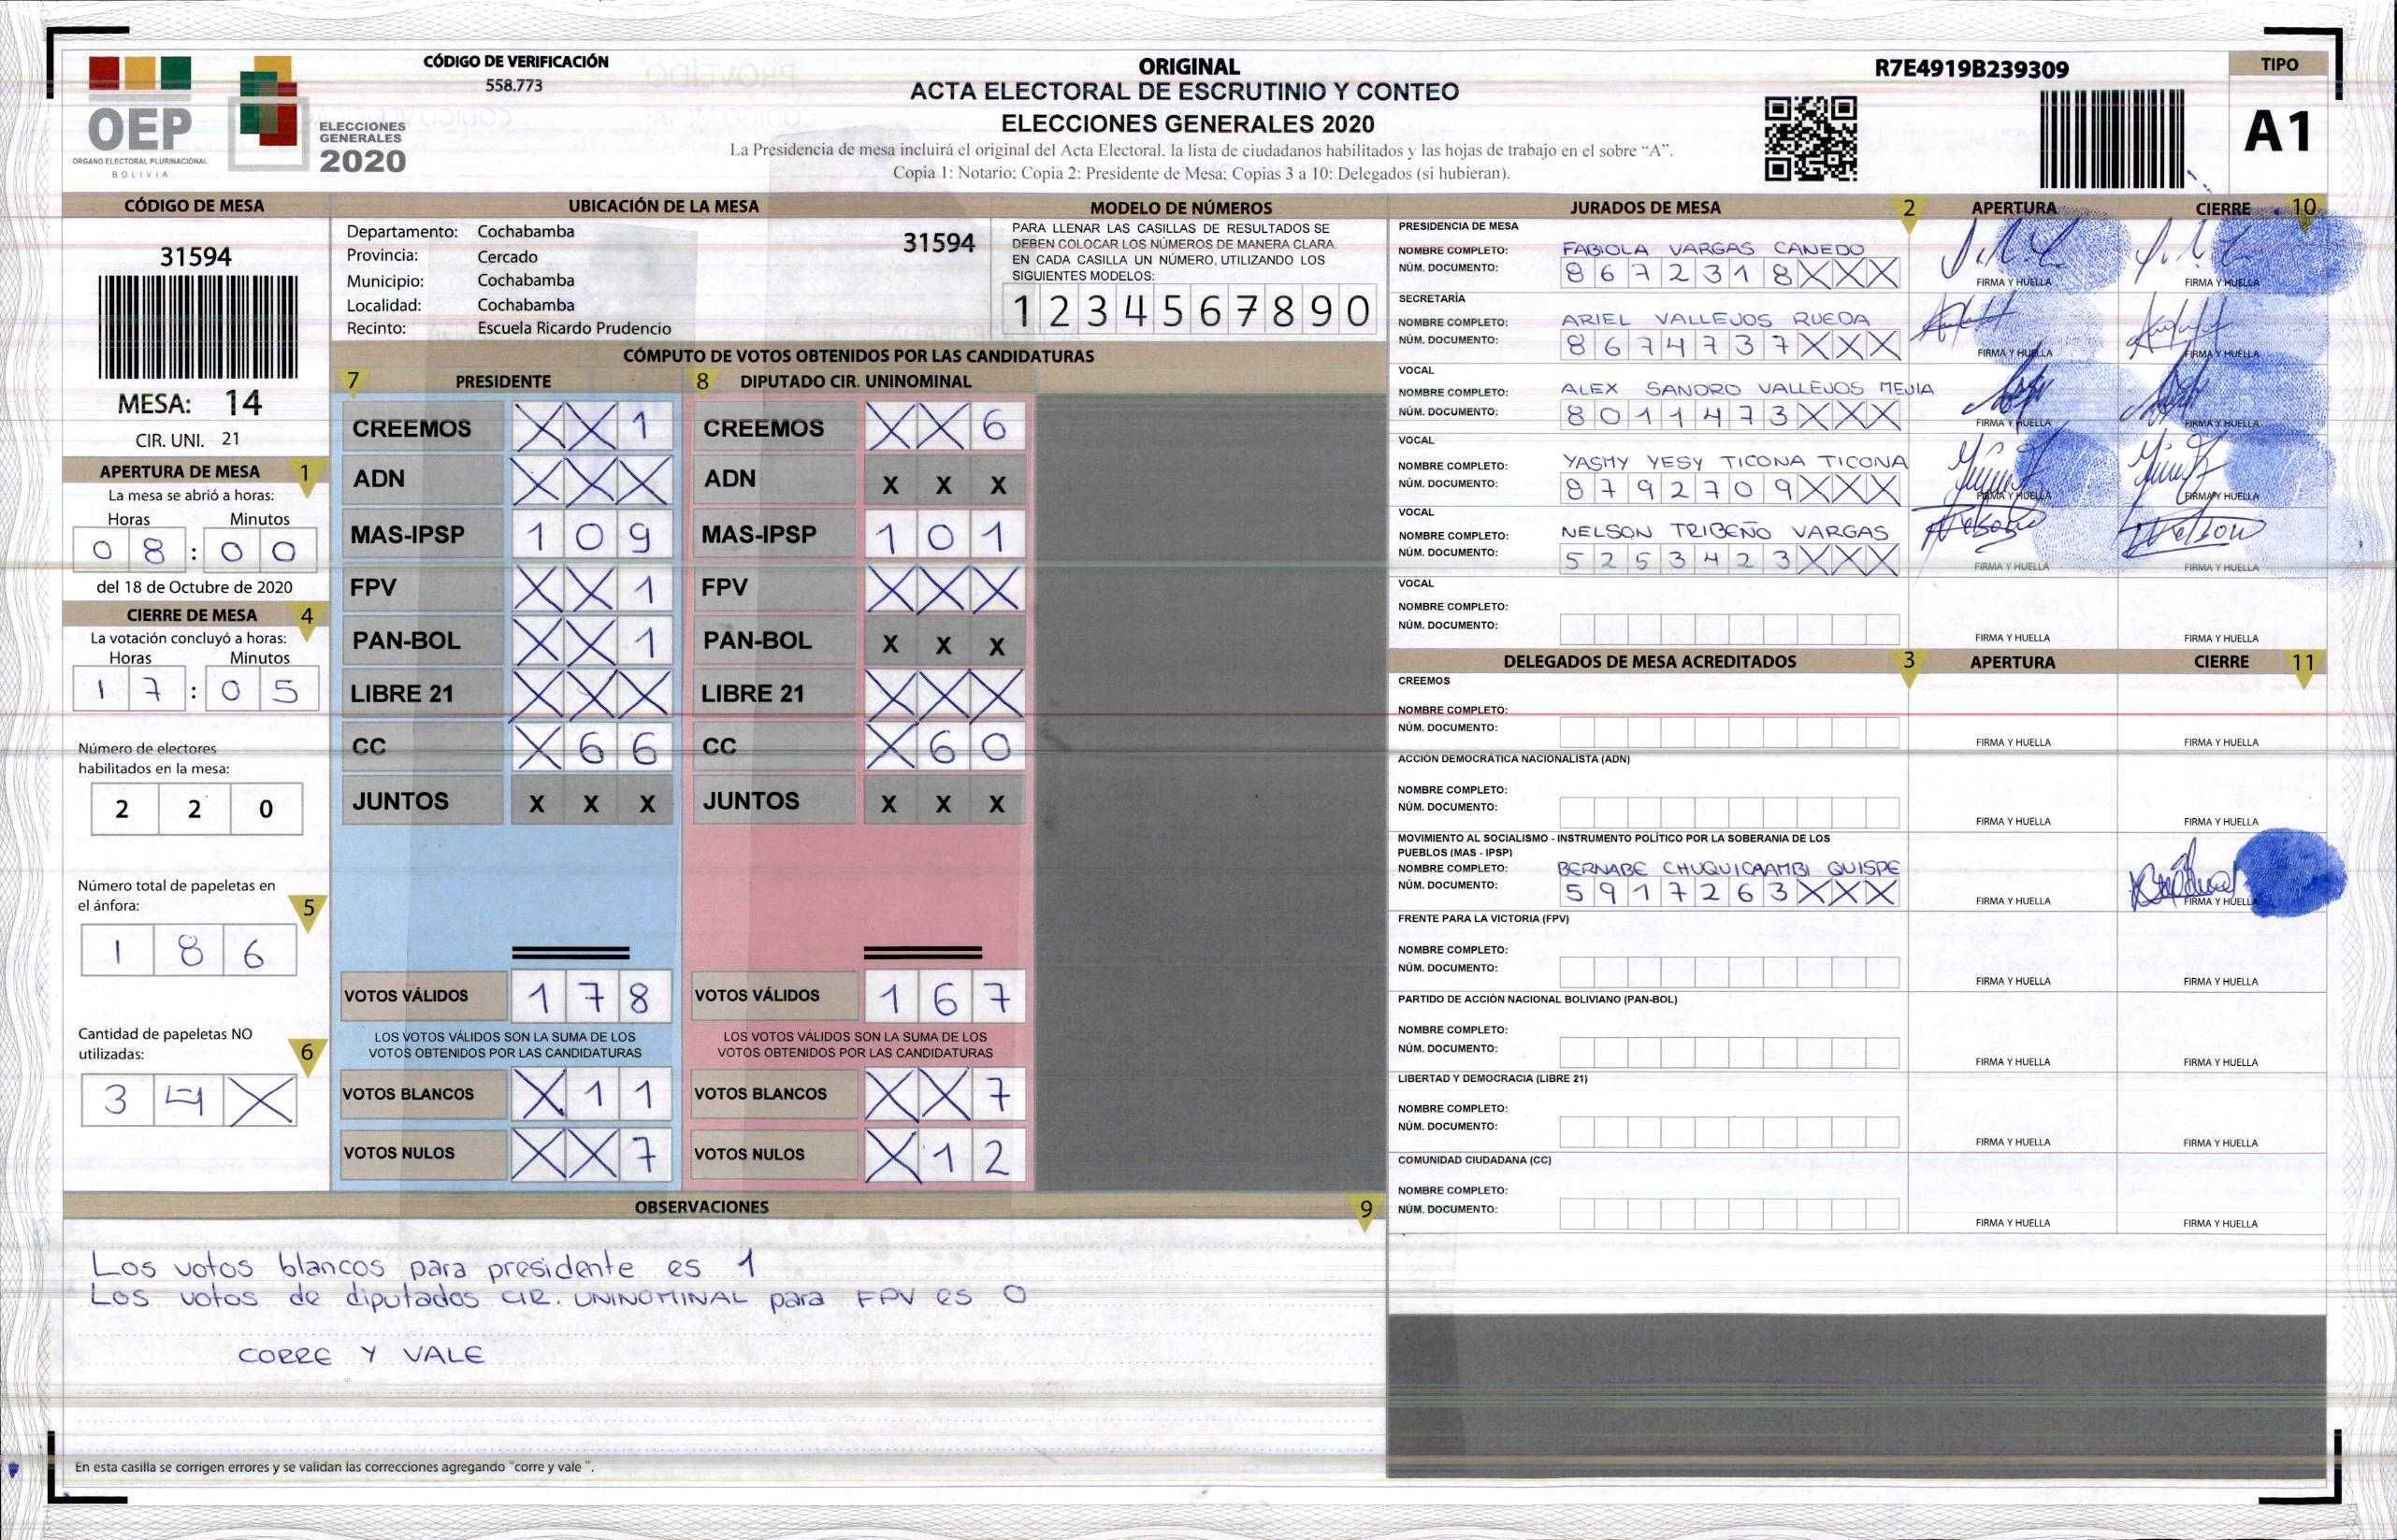 CÓDIGO DE VERIFICACIÓN
558.773
ORIGINAL
ACTA ELECTORAL DE ESCRUTINIO Y CONTEO
ELECCIONES GENERALES 2020
La Presidencia de mesa incluirá el original del Acta Electoral, la lista de ciudadanos habilitados y las hojas de trabajo en el sobre “A”.
Copia 1: Notario; Copia 2: Presidente de Mesa; Copias 3 a 10: Delegados (si hubieran).
R7E4919B239309
TIPO
A1
OEP
ÓRGANO ELECTORAL PLURINACIONAL
BOLIVIA
ELECCIONES
GENERALES
2020
CÓDIGO DE MESA
31594
MESA: 14
CIR. UNI. 21
APERTURA DE MESA 1
La mesa se abrió a horas:
Horas Minutos
0 8 : 0 0
del 18 de Octubre de 2020
CIERRE DE MESA 4
La votación concluyó a horas:
Horas Minutos
1 7 : 0 5
Número de electores
habilitados en la mesa:
2 2 0
Número total de papeletas en
el ánfora: 5
1 8 6
Cantidad de papeletas NO
utilizadas: 6
3 4 X
UBICACIÓN DE LA MESA
Departamento: Cochabamba
Provincia: Cercado
Municipio: Cochabamba
Localidad: Cochabamba
Recinto: Escuela Ricardo Prudencio
31594
MODELO DE NÚMEROS
PARA LLENAR LAS CASILLAS DE RESULTADOS SE
DEBEN COLOCAR LOS NÚMEROS DE MANERA CLARA.
EN CADA CASILLA UN NÚMERO, UTILIZANDO LOS
SIGUIENTES MODELOS:
1 2 3 4 5 6 7 8 9 0
CÓMPUTO DE VOTOS OBTENIDOS POR LAS CANDIDATURAS
7 PRESIDENTE
CREEMOS X X 1
ADN X X X
MAS-IPSP 1 0 9
FPV X X 1
PAN-BOL X X 1
LIBRE 21 X X X
CC X 6 6
JUNTOS X X X
VOTOS VÁLIDOS 1 7 8
LOS VOTOS VÁLIDOS SON LA SUMA DE LOS
VOTOS OBTENIDOS POR LAS CANDIDATURAS
VOTOS BLANCOS X 1 1
VOTOS NULOS X X 7
8 DIPUTADO CIR. UNINOMINAL
CREEMOS X X 6
ADN X X X
MAS-IPSP 1 0 1
FPV X X X
PAN-BOL X X X
LIBRE 21 X X X
CC X 6 0
JUNTOS X X X
VOTOS VÁLIDOS 1 6 7
LOS VOTOS VÁLIDOS SON LA SUMA DE LOS
VOTOS OBTENIDOS POR LAS CANDIDATURAS
VOTOS BLANCOS X X 7
VOTOS NULOS X 1 2
OBSERVACIONES 9
Los votos blancos para presidente es 1
Los votos de diputados CIR. UNINOMINAL para FPV es 0
CORRE Y VALE
En esta casilla se corrigen errores y se validan las correcciones agregando "corre y vale ".
JURADOS DE MESA 2 APERTURA CIERRE 10
PRESIDENCIA DE MESA
NOMBRE COMPLETO: FABIOLA VARGAS CANEDO
NÚM. DOCUMENTO: 8 6 7 2 3 1 8 X X X
FIRMA Y HUELLA FIRMA Y HUELLA
SECRETARÍA
NOMBRE COMPLETO: ARIEL VALLEJOS RUEDA
NÚM. DOCUMENTO: 8 6 7 4 7 3 7 X X X
FIRMA Y HUELLA FIRMA Y HUELLA
VOCAL
NOMBRE COMPLETO: ALEX SANDRO VALLEJOS MEJIA
NÚM. DOCUMENTO: 8 0 1 1 4 7 3 X X X
FIRMA Y HUELLA FIRMA Y HUELLA
VOCAL
NOMBRE COMPLETO: YASMY YESY TICONA TICONA
NÚM. DOCUMENTO: 8 7 9 2 7 0 9 X X X
FIRMA Y HUELLA FIRMA Y HUELLA
VOCAL
NOMBRE COMPLETO: NELSON TRIBEÑO VARGAS
NÚM. DOCUMENTO: 5 2 5 3 4 2 3 X X X
FIRMA Y HUELLA FIRMA Y HUELLA
VOCAL
NOMBRE COMPLETO:
NÚM. DOCUMENTO:
FIRMA Y HUELLA FIRMA Y HUELLA
DELEGADOS DE MESA ACREDITADOS 3 APERTURA CIERRE 11
CREEMOS
NOMBRE COMPLETO:
NÚM. DOCUMENTO:
FIRMA Y HUELLA FIRMA Y HUELLA
ACCIÓN DEMOCRÁTICA NACIONALISTA (ADN)
NOMBRE COMPLETO:
NÚM. DOCUMENTO:
FIRMA Y HUELLA FIRMA Y HUELLA
MOVIMIENTO AL SOCIALISMO - INSTRUMENTO POLÍTICO POR LA SOBERANIA DE LOS
PUEBLOS (MAS - IPSP)
NOMBRE COMPLETO: BERNABE CHUQUICAAMBI QUISPE
NÚM. DOCUMENTO: 5 9 1 7 2 6 3 X X X
FIRMA Y HUELLA FIRMA Y HUELLA
FRENTE PARA LA VICTORIA (FPV)
NOMBRE COMPLETO:
NÚM. DOCUMENTO:
FIRMA Y HUELLA FIRMA Y HUELLA
PARTIDO DE ACCIÓN NACIONAL BOLIVIANO (PAN-BOL)
NOMBRE COMPLETO:
NÚM. DOCUMENTO:
FIRMA Y HUELLA FIRMA Y HUELLA
LIBERTAD Y DEMOCRACIA (LIBRE 21)
NOMBRE COMPLETO:
NÚM. DOCUMENTO:
FIRMA Y HUELLA FIRMA Y HUELLA
COMUNIDAD CIUDADANA (CC)
NOMBRE COMPLETO:
NÚM. DOCUMENTO:
FIRMA Y HUELLA FIRMA Y HUELLA